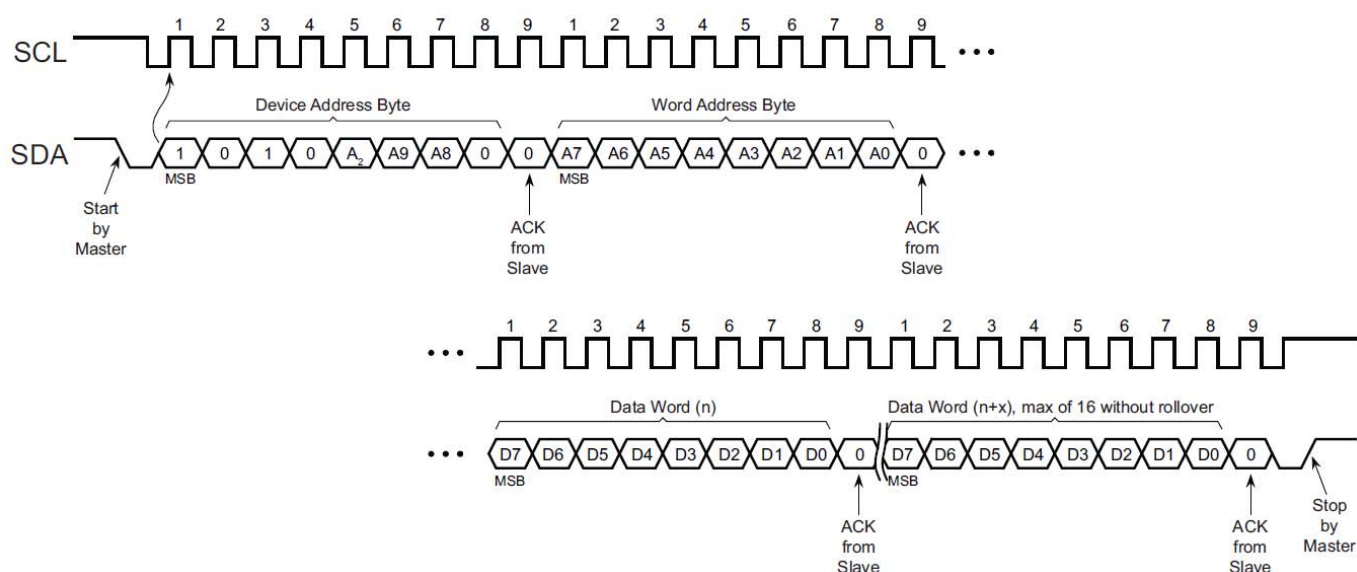 1 2 3 4 5 6 7 8 9 1 2 3 4 5 6 7 8 9
SCL
Device Address Byte Word Address Byte
SDA 1 0 1 0 A2 A9 A8 0 0 A7 A6 A5 A4 A3 A2 A1 A0 0
MSB MSB
Start
by
Master
ACK
from
Slave
ACK
from
Slave
1 2 3 4 5 6 7 8 9 1 2 3 4 5 6 7 8 9
Data Word (n) Data Word (n+x), max of 16 without rollover
D7 D6 D5 D4 D3 D2 D1 D0 0 D7 D6 D5 D4 D3 D2 D1 D0 0
MSB MSB
ACK
from
Slave
ACK
from
Slave
Stop
by
Master